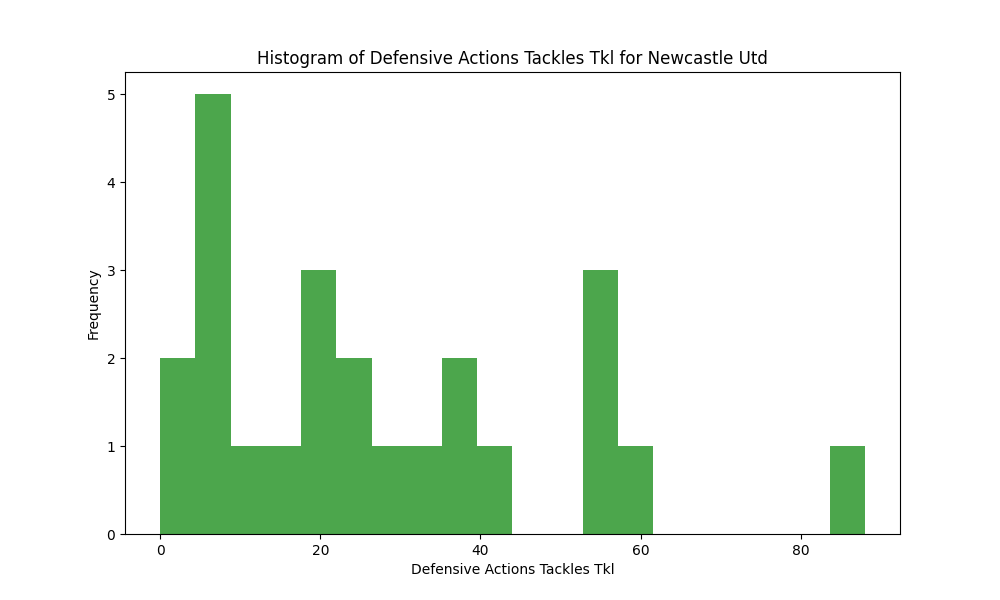 Histogram of Defensive Actions Tackles Tkl for Newcastle Utd
5
4
3
2
1
0
Frequency
0 20 40 60 80
Defensive Actions Tackles Tkl